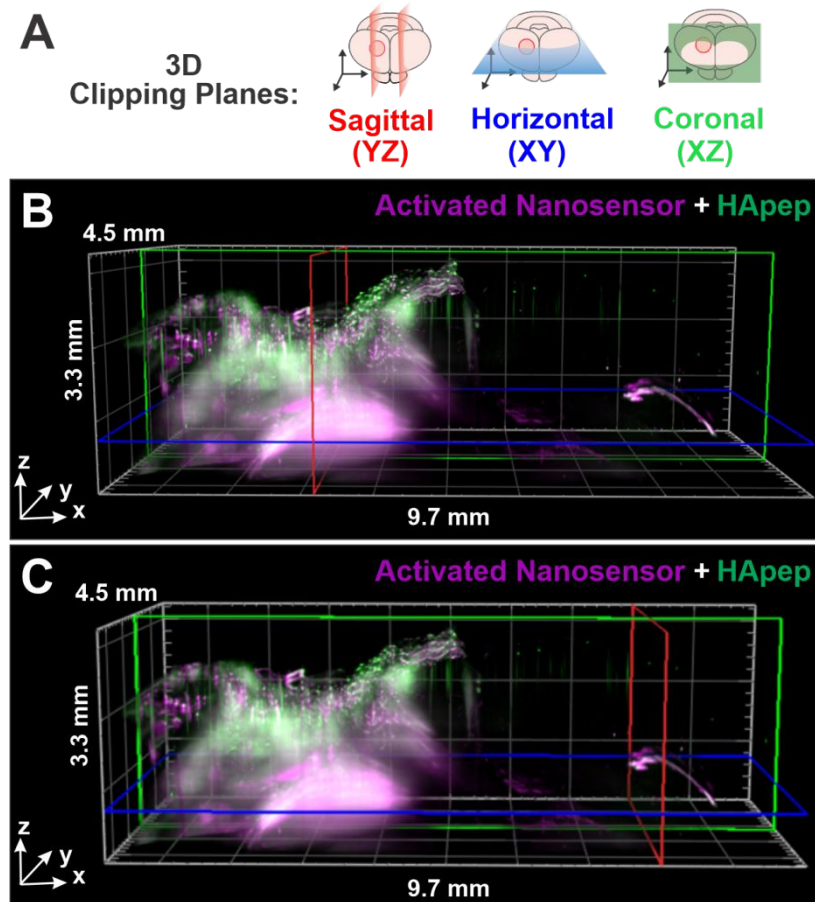 A
3D
Clipping Planes:
Sagittal
(YZ)
Horizontal
(XY)
Coronal
(XZ)
B
Activated Nanosensor + HApep
4.5 mm
3.3 mm
z
y
x
9.7 mm
C
Activated Nanosensor + HApep
4.5 mm
3.3 mm
z
y
x
9.7 mm